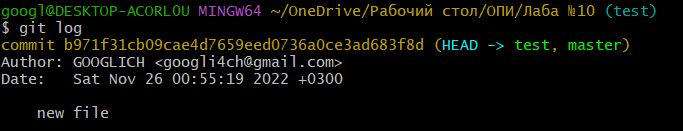 googl@DESKTOP-ACORL0U MINGW64 ~/OneDrive/Рабочий стол/ОПИ/Лаба №10 (test)
$ git log
commit b971f31cb09cae4d7659eed0736a0ce3ad683f8d (HEAD -> test, master)
Author: GOOGLICH <googli4ch@gmail.com>
Date:   Sat Nov 26 00:55:19 2022 +0300
    new file